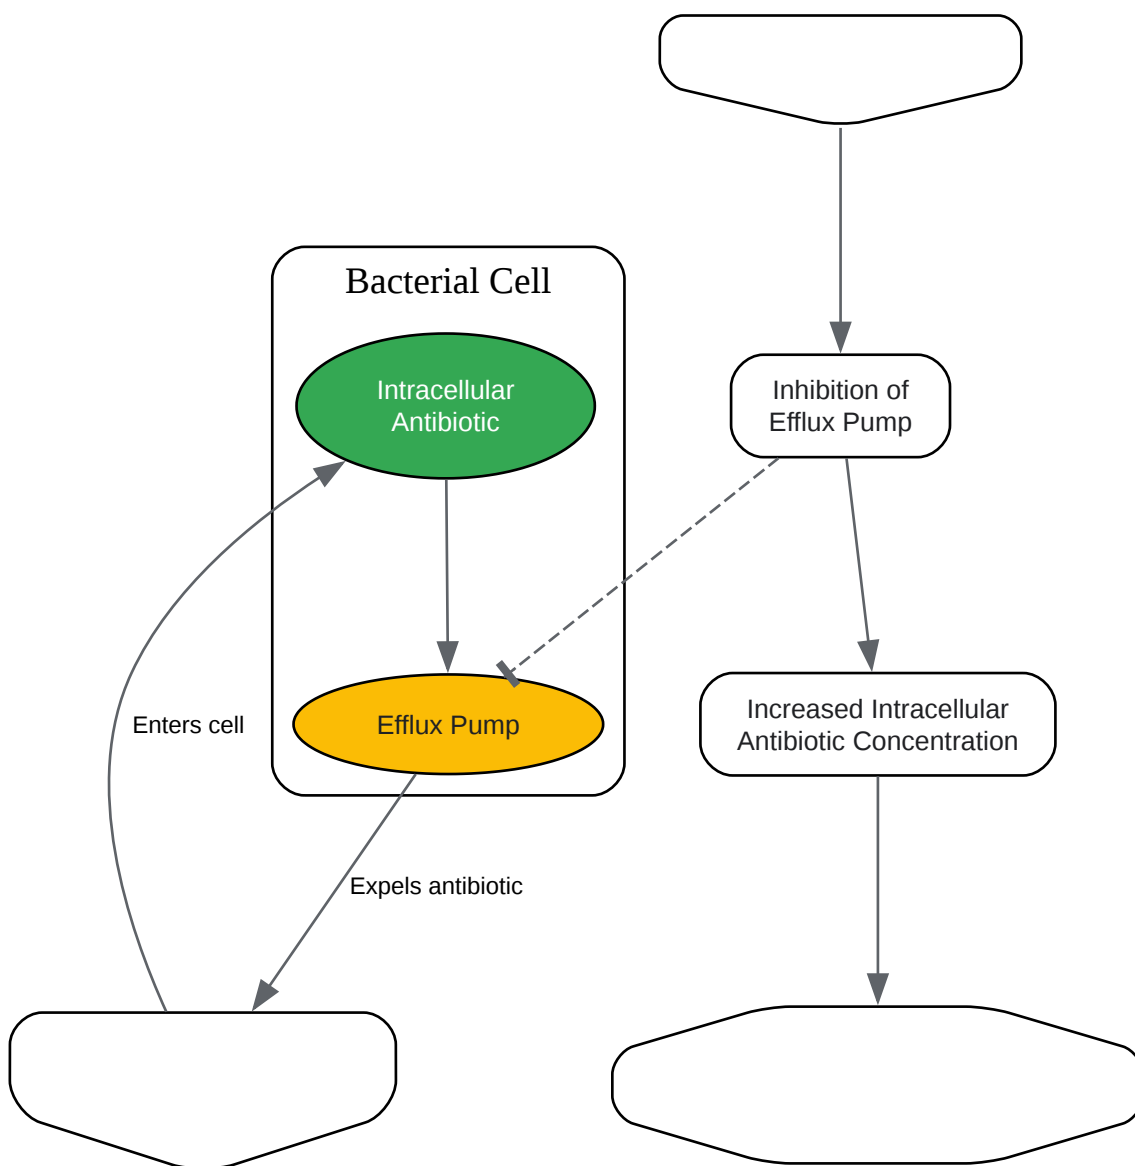 Bacterial Cell
Intracellular
Antibiotic
Inhibition of
Efflux Pump
Enters cell
Efflux Pump
Increased Intracellular
Antibiotic Concentration
Expels antibiotic